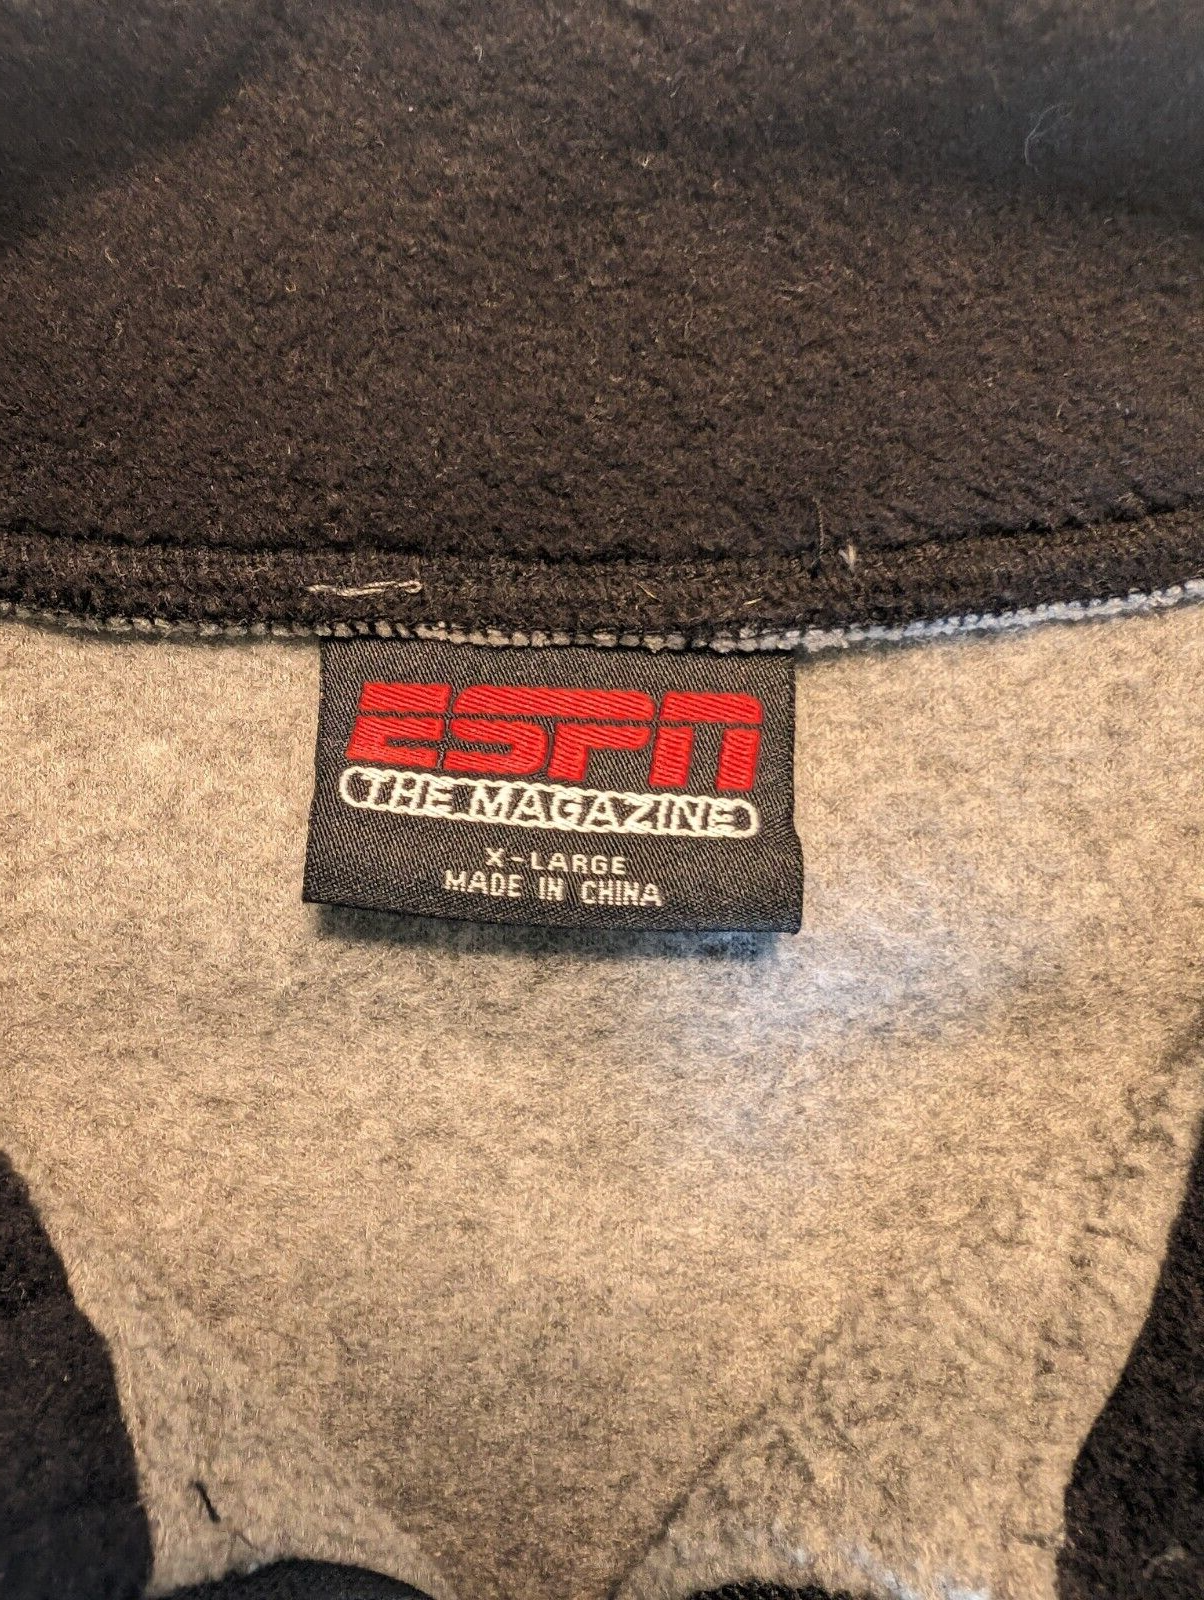 ESPN
THE MAGAZINE
X-LARGE
MADE IN CHINA